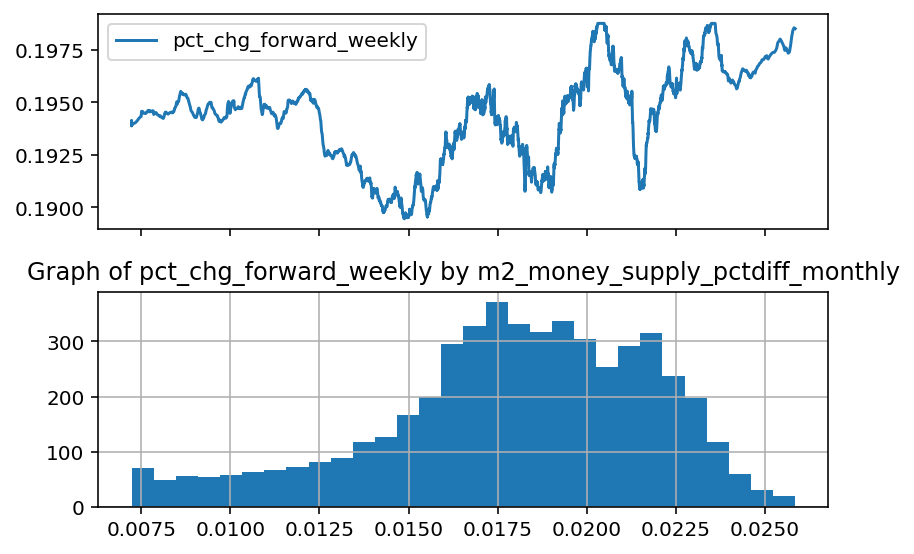 pct_chg_forward_weekly
0.1975
0.1950
0.1925
0.1900
Graph of pct_chg_forward_weekly by m2_money_supply_pctdiff_monthly
300
200
100
0
0.0075 0.0100 0.0125 0.0150 0.0175 0.0200 0.0225 0.0250